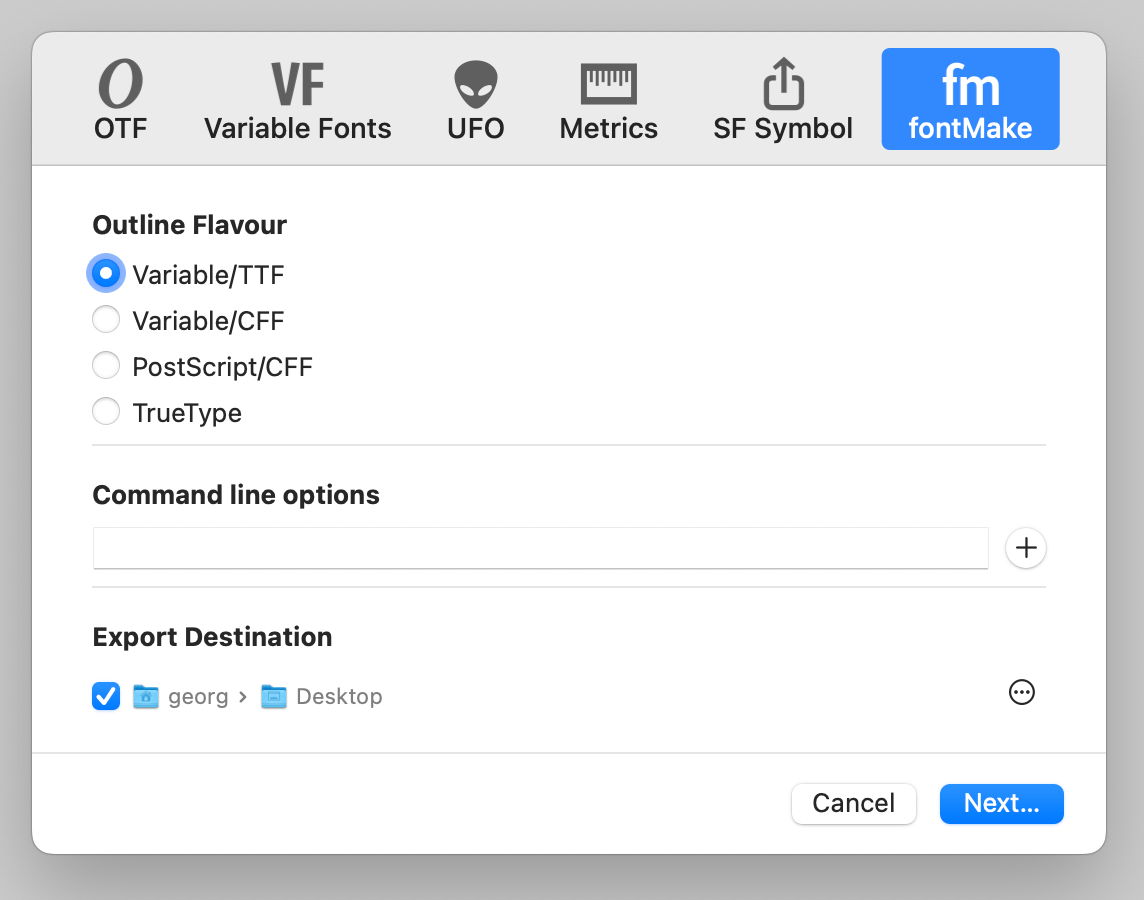 OTF
VF
Variable Fonts
UFO
Metrics
SF Symbol
fm
fontMake
Outline Flavour
Variable/TTF
Variable/CFF
PostScript/CFF
TrueType
Command line options
Export Destination
georg › Desktop
Cancel
Next…